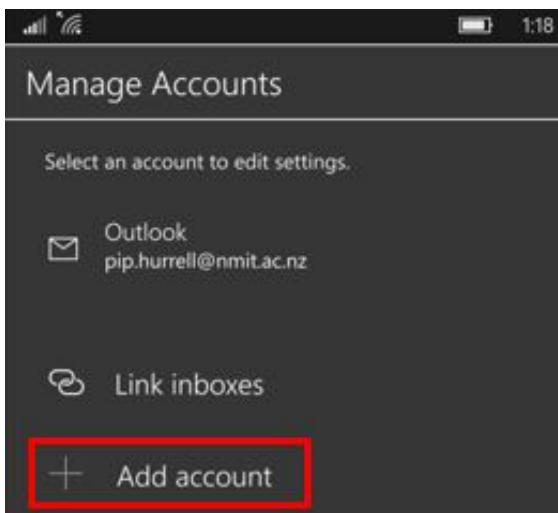 1:18
Manage Accounts
Select an account to edit settings.
Outlook
pip.hurrell@nmit.ac.nz
Link inboxes
Add account